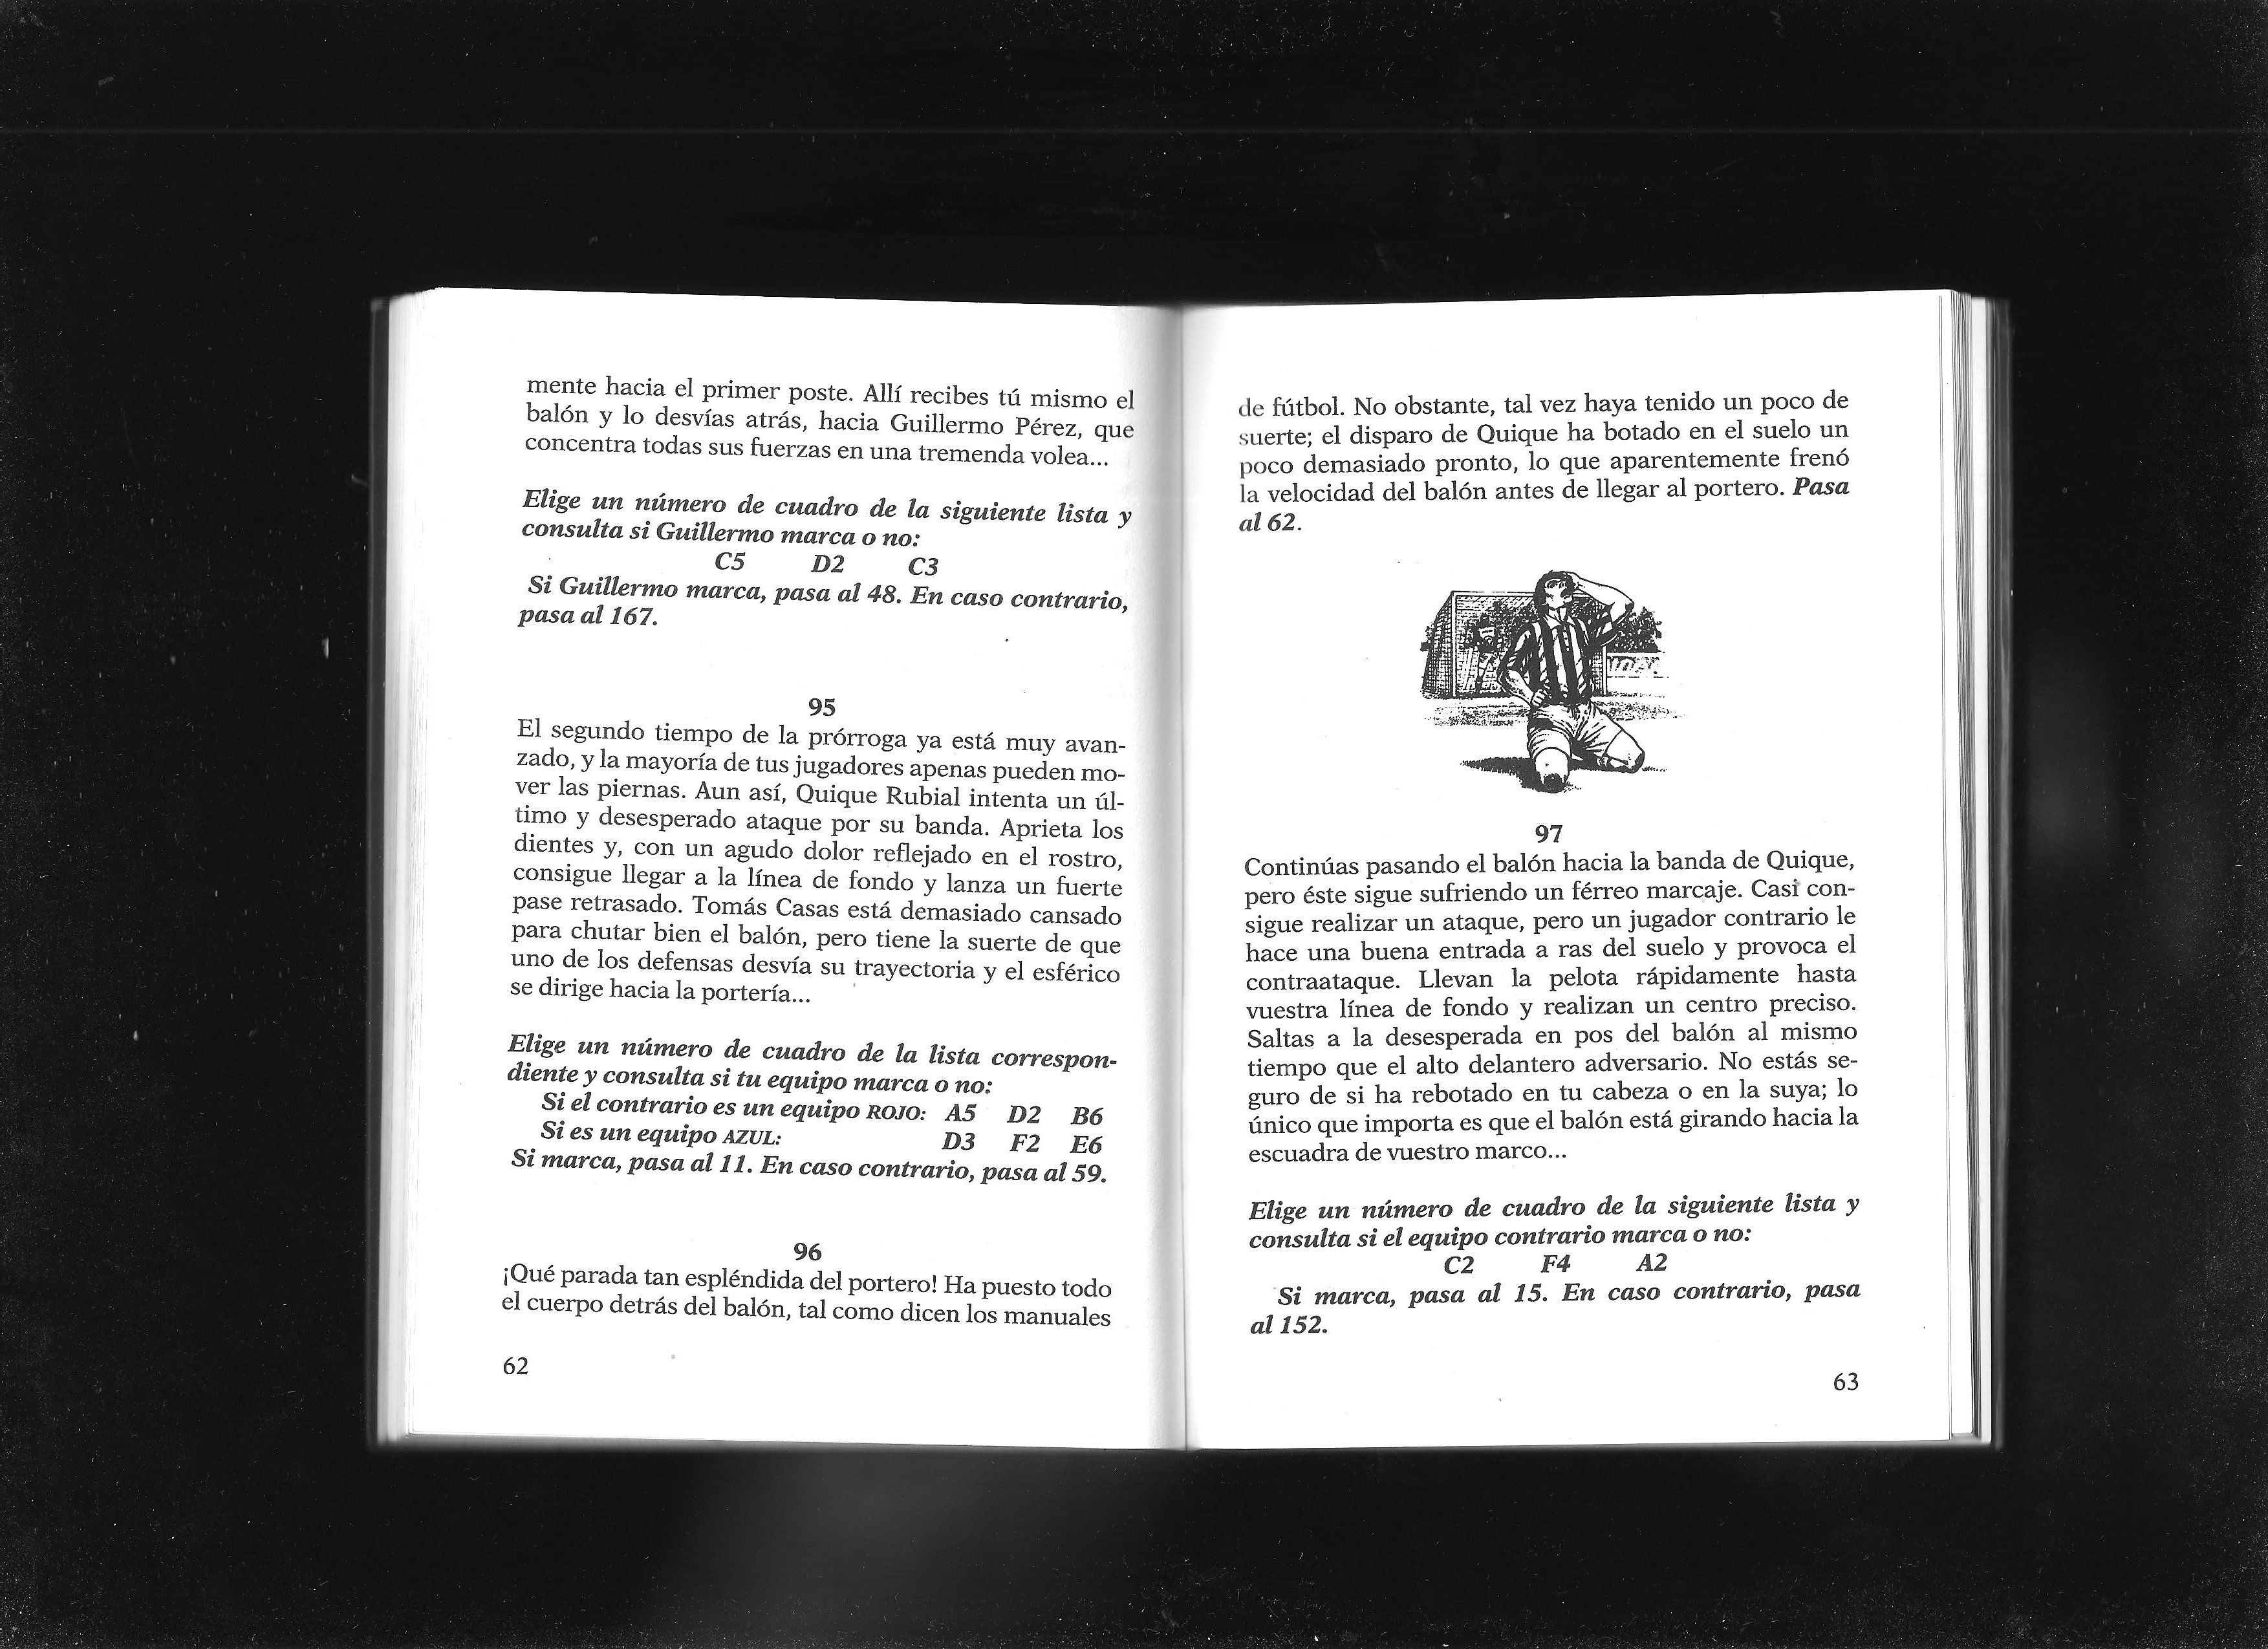 mente hacia el primer poste. Allí recibes tú mismo el
balón y lo desvías atrás, hacia Guillermo Pérez, que
concentra todas sus fuerzas en una tremenda volea...
Elige un número de cuadro de la siguiente lista y
consulta si Guillermo marca o no:
C5 D2 C3
Si Guillermo marca, pasa al 48. En caso contrario,
pasa al 167.
95
El segundo tiempo de la prórroga ya está muy avan-
zado, y la mayoría de tus jugadores apenas pueden mo-
ver las piernas. Aun así, Quique Rubial intenta un úl-
timo y desesperado ataque por su banda. Aprieta los
dientes y, con un agudo dolor reflejado en el rostro,
consigue llegar a la línea de fondo y lanza un fuerte
pase retrasado. Tomás Casas está demasiado cansado
para chutar bien el balón, pero tiene la suerte de que
uno de los defensas desvía su trayectoria y el esférico
se dirige hacia la portería...
Elige un número de cuadro de la lista correspon-
diente y consulta si tu equipo marca o no:
Si el contrario es un equipo ROJO: A5 D2 B6
Si es un equipo AZUL: D3 F2 E6
Si marca, pasa al 11. En caso contrario, pasa al 59.
96
¡Qué parada tan espléndida del portero! Ha puesto todo
el cuerpo detrás del balón, tal como dicen los manuales
62
de fútbol. No obstante, tal vez haya tenido un poco de
suerte; el disparo de Quique ha botado en el suelo un
poco demasiado pronto, lo que aparentemente frenó
la velocidad del balón antes de llegar al portero. Pasa
al 62.
97
Continúas pasando el balón hacia la banda de Quique,
pero éste sigue sufriendo un férreo marcaje. Casi con-
sigue realizar un ataque, pero un jugador contrario le
hace una buena entrada a ras del suelo y provoca el
contraataque. Llevan la pelota rápidamente hasta
vuestra línea de fondo y realizan un centro preciso.
Saltas a la desesperada en pos del balón al mismo
tiempo que el alto delantero adversario. No estás se-
guro de si ha rebotado en tu cabeza o en la suya; lo
único que importa es que el balón está girando hacia la
escuadra de vuestro marco...
Elige un número de cuadro de la siguiente lista y
consulta si el equipo contrario marca o no:
C2 F4 A2
Si marca, pasa al 15. En caso contrario, pasa
al 152.
63